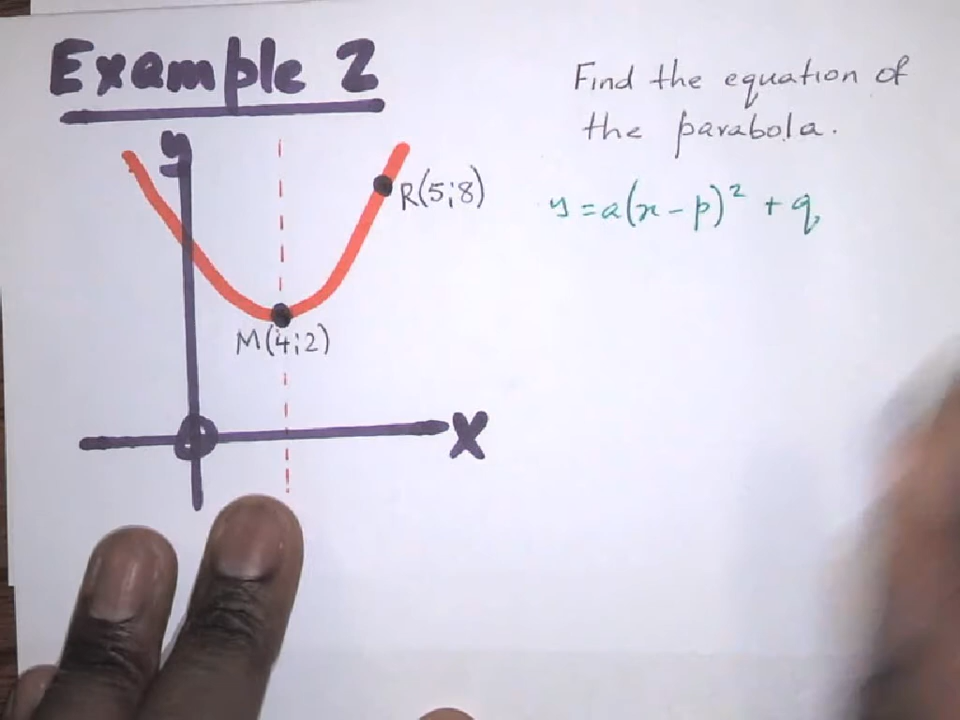 Example 2
Find the equation of
the parabola.
y
R(5;8)
y = a(x - p)² + q
M(4;2)
x